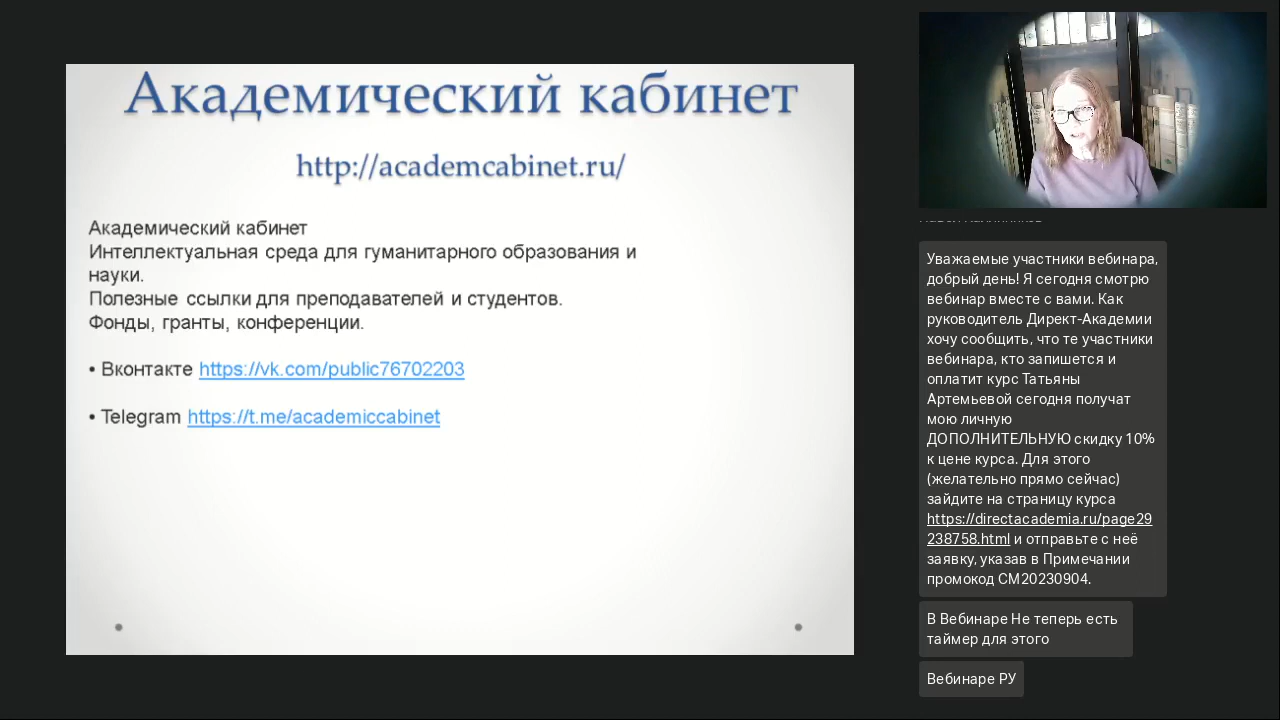 Академический кабинет
http://academcabinet.ru/
Академический кабинет
Интеллектуальная среда для гуманитарного образования и
науки.
Полезные ссылки для преподавателей и студентов.
Фонды, гранты, конференции.
• Вконтакте https://vk.com/public76702203
• Telegram https://t.me/academiccabinet
Уважаемые участники вебинара,
добрый день! Я сегодня смотрю
вебинар вместе с вами. Как
руководитель Директ-Академии
хочу сообщить, что те участники
вебинара, кто запишется и
оплатит курс Татьяны
Артемьевой сегодня получат
мою личную
ДОПОЛНИТЕЛЬНУЮ скидку 10%
к цене курса. Для этого
(желательно прямо сейчас)
зайдите на страницу курса
https://directacademia.ru/page29
238758.html и отправьте с неё
заявку, указав в Примечании
промокод СМ20230904.
В Вебинаре Не теперь есть
таймер для этого
Вебинаре РУ